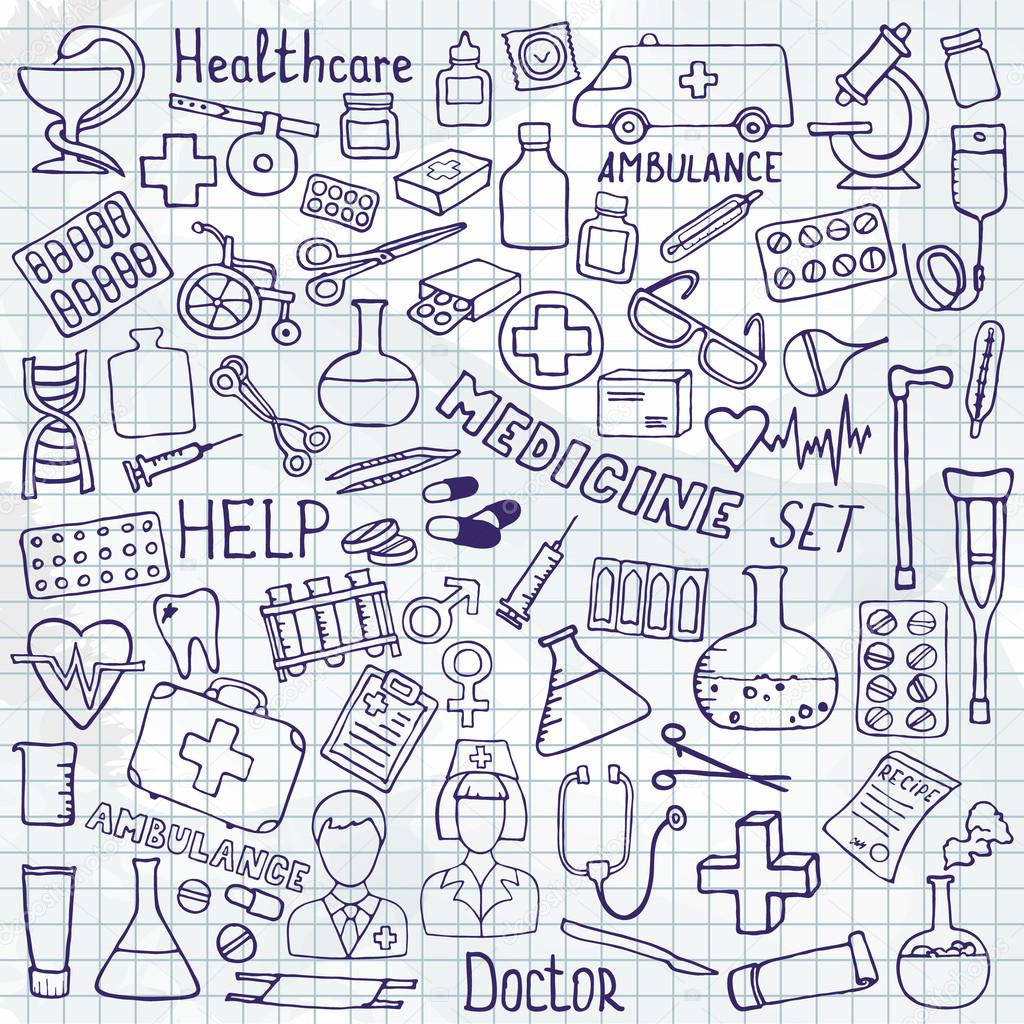 Healthcare
AMBULANCE
MEDICINE
SET
HELP
RECIPE
AMBULANCE
Doctor